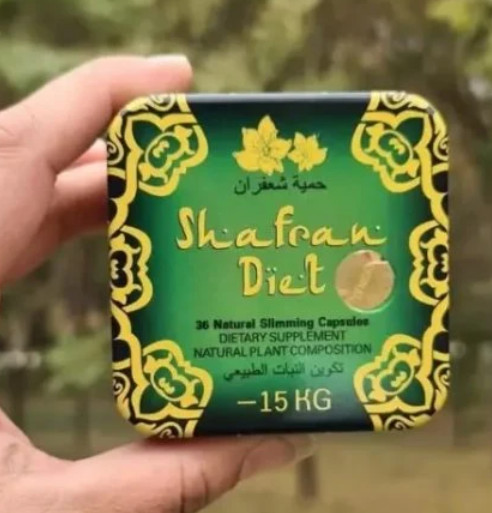 حمية شعفران
Shafran
Diet
36 Natural Slimming Capsules
DIETARY SUPPLEMENT
NATURAL PLANT COMPOSITION
تكوين النبات الطبيعي
–15 KG